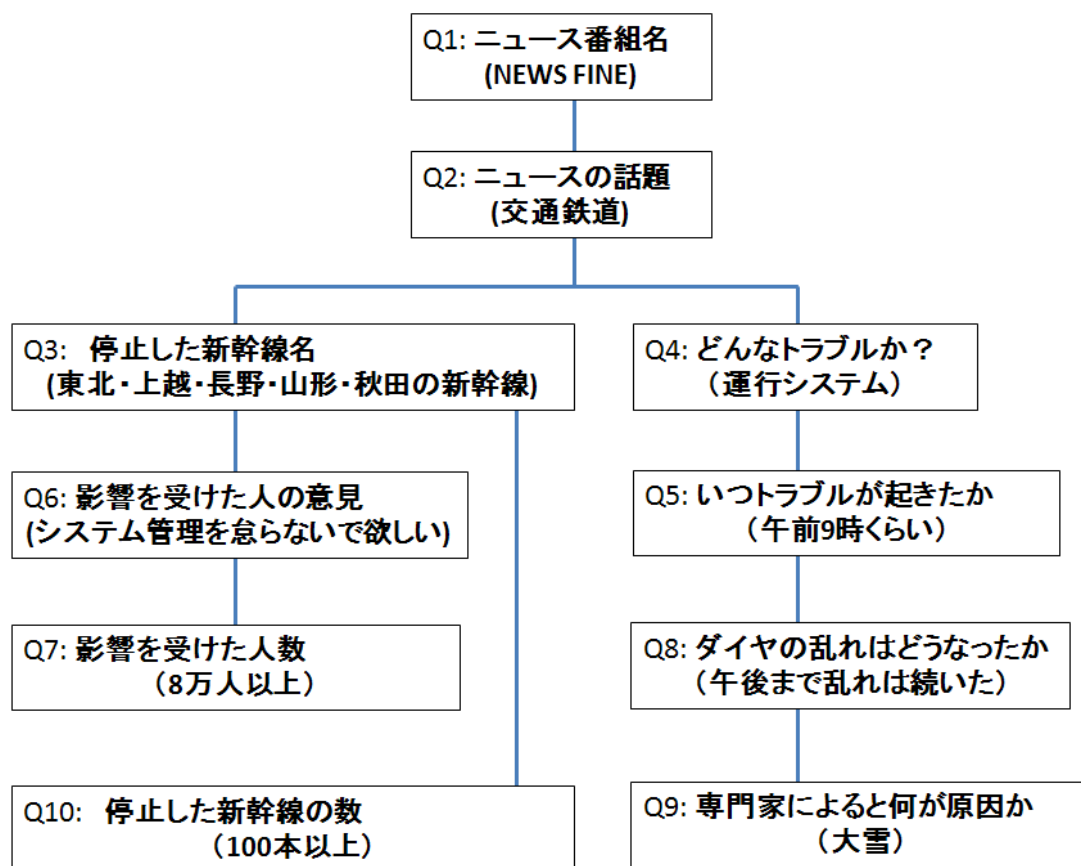 Q1: ニュース番組名
(NEWS FINE)
Q2: ニュースの話題
(交通鉄道)
Q3: 停止した新幹線名
(東北・上越・長野・山形・秋田の新幹線)
Q4: どんなトラブルか？
（運行システム）
Q6: 影響を受けた人の意見
(システム管理を怠らないで欲しい)
Q5: いつトラブルが起きたか
（午前9時くらい）
Q7: 影響を受けた人数
（8万人以上）
Q8: ダイヤの乱れはどうなったか
（午後まで乱れは続いた）
Q10: 停止した新幹線の数
（100本以上）
Q9: 専門家によると何が原因か
（大雪）